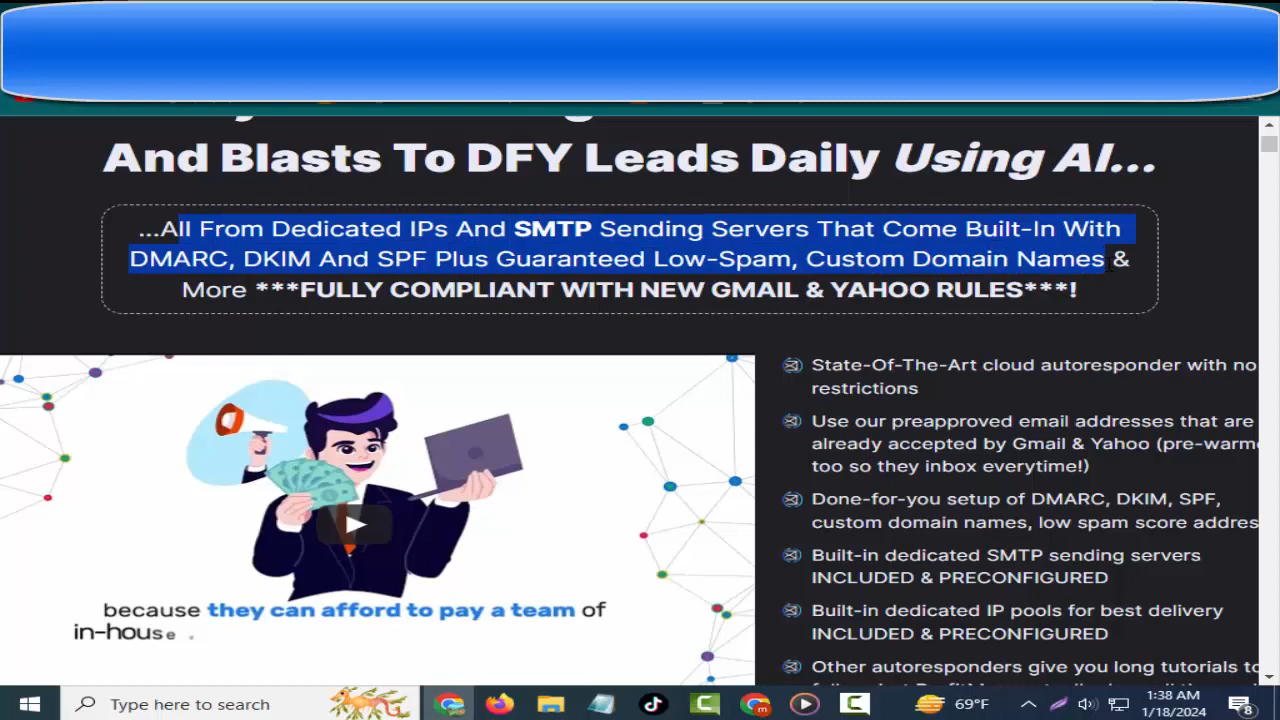 And Blasts To DFY Leads Daily Using AI...
...All From Dedicated IPs And SMTP Sending Servers That Come Built-In With
DMARC, DKIM And SPF Plus Guaranteed Low-Spam, Custom Domain Names &
More ***FULLY COMPLIANT WITH NEW GMAIL & YAHOO RULES***!
State-Of-The-Art cloud autoresponder with no
restrictions
Use our preapproved email addresses that are
already accepted by Gmail & Yahoo (pre-warme
too so they inbox everytime!)
Done-for-you setup of DMARC, DKIM, SPF,
custom domain names, low spam score addres
Built-in dedicated SMTP sending servers
INCLUDED & PRECONFIGURED
Built-in dedicated IP pools for best delivery
INCLUDED & PRECONFIGURED
Other autoresponders give you long tutorials to
because they can afford to pay a team of
in-house .
Type here to search
69°F
1:38 AM
1/18/2024
8